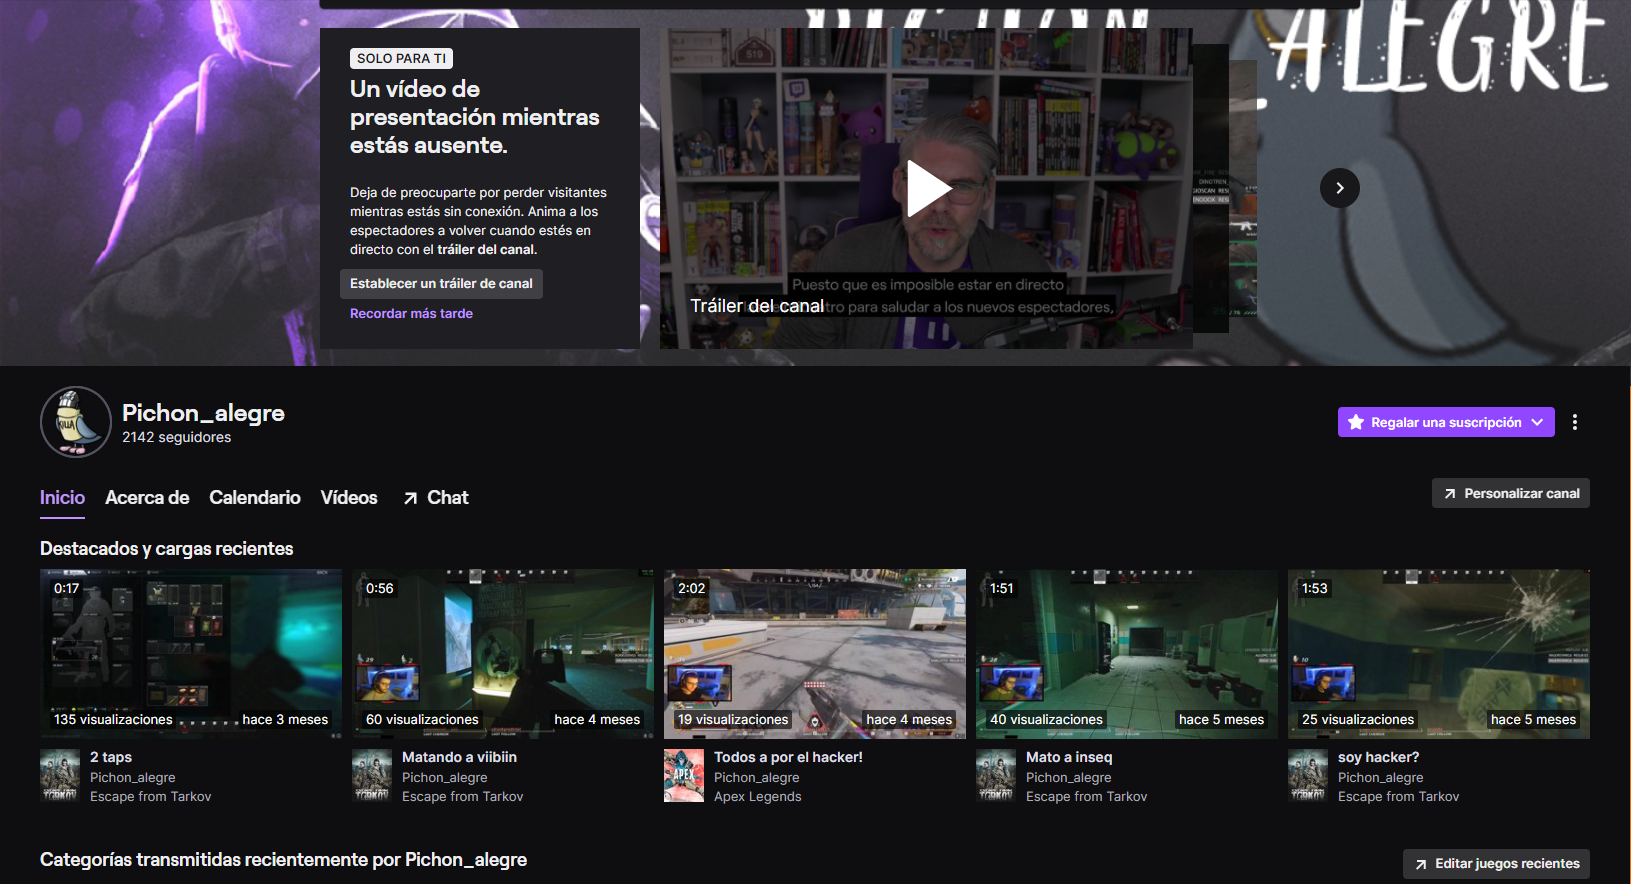 PICHON
ALEGRE
SOLO PARA TI
Un vídeo de
presentación mientras
estás ausente.
Deja de preocuparte por perder visitantes
mientras estás sin conexión. Anima a los
espectadores a volver cuando estés en
directo con el tráiler del canal.
Establecer un tráiler de canal
Recordar más tarde
519
Puesto que es imposible estar en directo
tro para saludar a los nuevos espectadores,
Tráiler del canal
Pichon_alegre
2142 seguidores
Regalar una suscripción
Inicio
Acerca de
Calendario
Vídeos
Chat
Personalizar canal
Destacados y cargas recientes
0:17
135 visualizaciones
hace 3 meses
2 taps
Pichon_alegre
Escape from Tarkov
0:56
60 visualizaciones
hace 4 meses
Matando a viibiin
Pichon_alegre
Escape from Tarkov
2:02
19 visualizaciones
hace 4 meses
APEX
Todos a por el hacker!
Pichon_alegre
Apex Legends
1:51
40 visualizaciones
hace 5 meses
Mato a inseq
Pichon_alegre
Escape from Tarkov
1:53
25 visualizaciones
hace 5 meses
soy hacker?
Pichon_alegre
Escape from Tarkov
Categorías transmitidas recientemente por Pichon_alegre
Editar juegos recientes